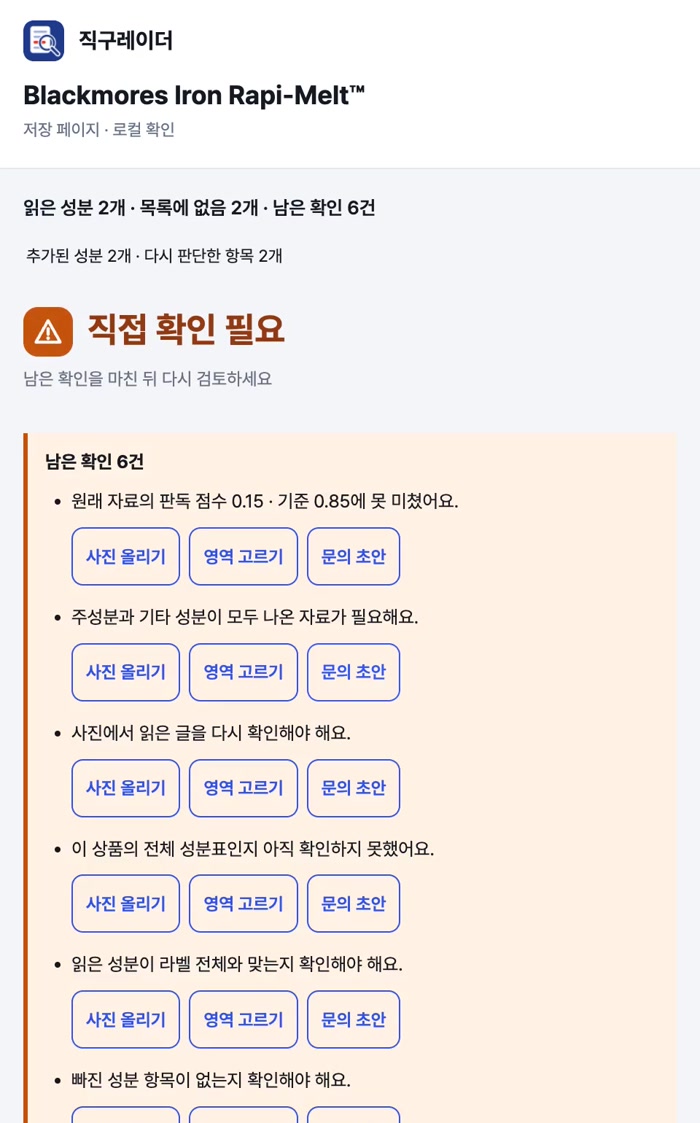 직구레이더
Blackmores Iron Rapi-Melt™
저장 페이지 · 로컬 확인
읽은 성분 2개 · 목록에 없음 2개 · 남은 확인 6건
추가된 성분 2개 · 다시 판단한 항목 2개
직접 확인 필요
남은 확인을 마친 뒤 다시 검토하세요
남은 확인 6건
• 원래 자료의 판독 점수 0.15 · 기준 0.85에 못 미쳤어요.
사진 올리기 영역 고르기 문의 초안
• 주성분과 기타 성분이 모두 나온 자료가 필요해요.
사진 올리기 영역 고르기 문의 초안
• 사진에서 읽은 글을 다시 확인해야 해요.
사진 올리기 영역 고르기 문의 초안
• 이 상품의 전체 성분표인지 아직 확인하지 못했어요.
사진 올리기 영역 고르기 문의 초안
• 읽은 성분이 라벨 전체와 맞는지 확인해야 해요.
사진 올리기 영역 고르기 문의 초안
• 빠진 성분 항목이 없는지 확인해야 해요.